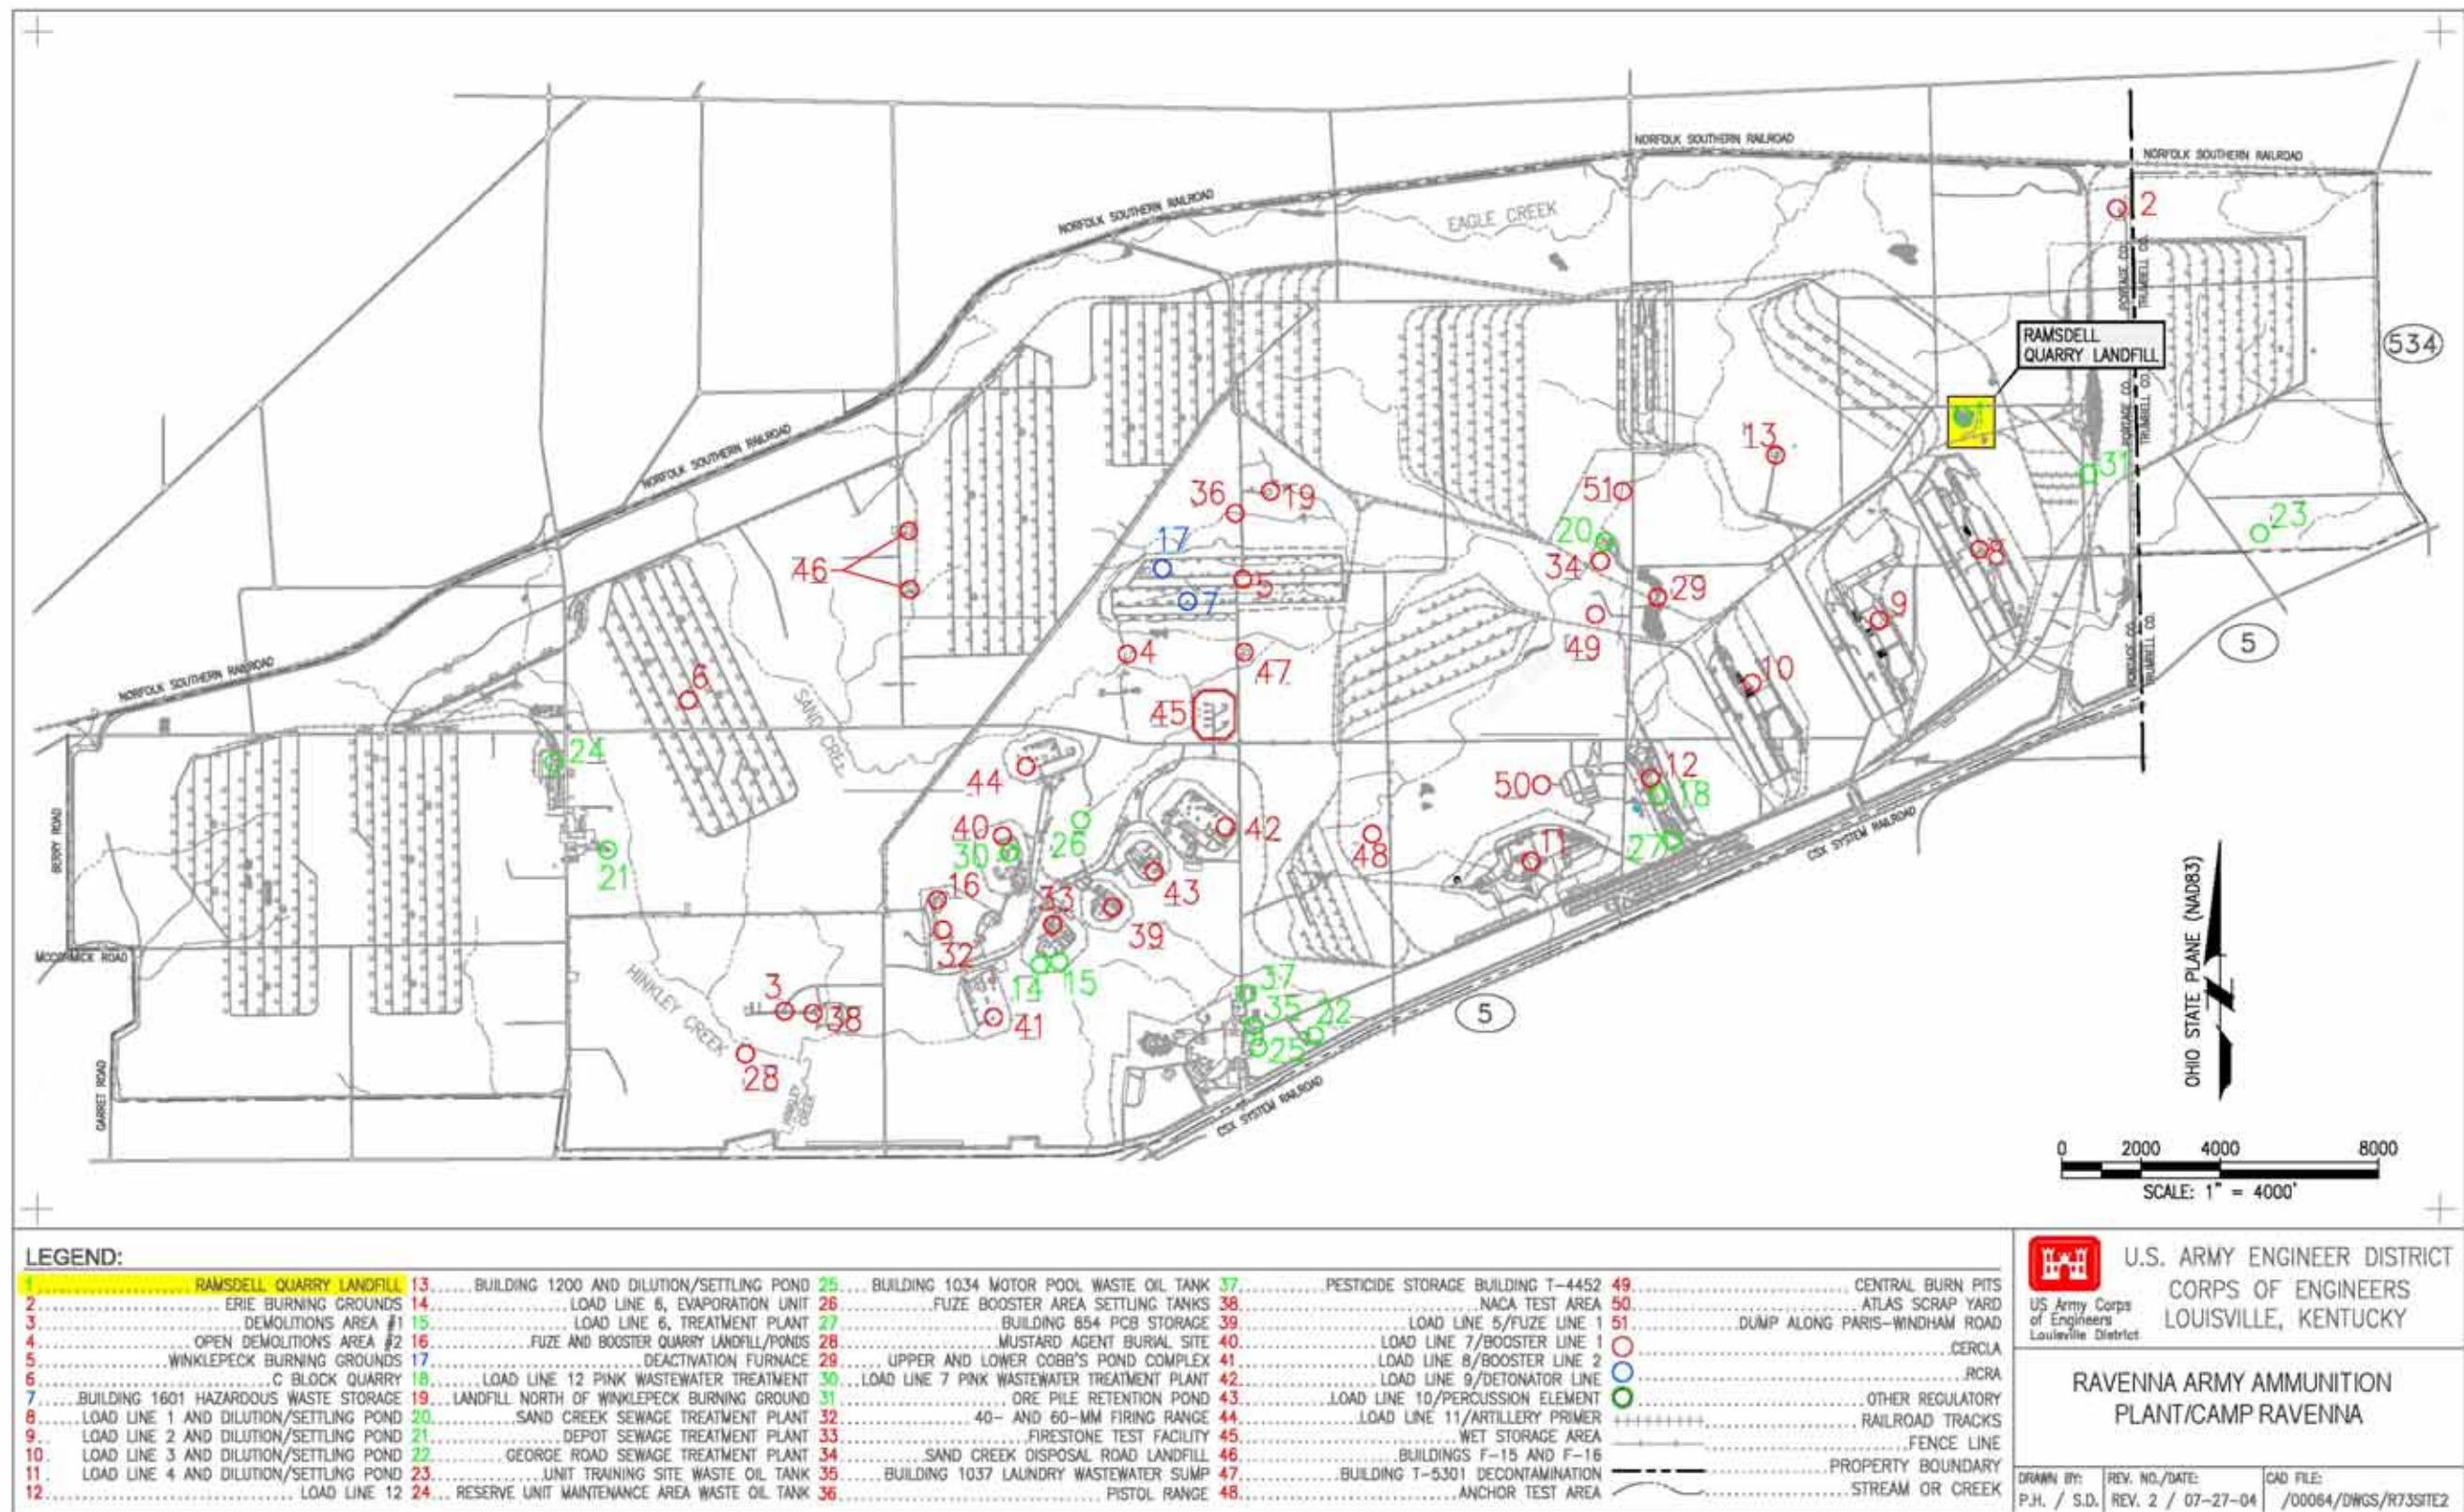 NORFOLK SOUTHERN RAILROAD
NORFOLK SOUTHERN RAILROAD
NORFOLK SOUTHERN RAILROAD
EAGLE CREEK
2
PORTAGE CO.
TRUMBELL CO.
RAMSDELL
QUARRY LANDFILL
534
PORTAGE CO.
TRUMBELL CO.
NORFOLK SOUTHERN RAILROAD
13
31
36
19
51
23
17
20
46
34
8
5
29
7
9
49
4
47
5
PORTAGE CO.
TRUMBELL CO.
NORFOLK SOUTHERN RAILROAD
6
10
SAND CREEK
45
24
44
12
50
18
40
42
26
30
48
27
11
CSX SYSTEM RAILROAD
BERRY ROAD
21
16
43
33
39
32
MCCORMICK ROAD
OHIO STATE PLANE (NAD83)
HINKLEY CREEK
14
15
37
3
38
41
35
22
5
25
28
HINKLEY CREEK
GARRET ROAD
CSX SYSTEM RAILROAD
0 2000 4000 8000
SCALE: 1" = 4000'
LEGEND:
1 RAMSDELL QUARRY LANDFILL
2 ERIE BURNING GROUNDS
3 DEMOLITIONS AREA #1
4 OPEN DEMOLITIONS AREA #2
5 WINKLEPECK BURNING GROUNDS
6 C BLOCK QUARRY
7 BUILDING 1601 HAZARDOUS WASTE STORAGE
8 LOAD LINE 1 AND DILUTION/SETTLING POND
9 LOAD LINE 2 AND DILUTION/SETTLING POND
10 LOAD LINE 3 AND DILUTION/SETTLING POND
11 LOAD LINE 4 AND DILUTION/SETTLING POND
12 LOAD LINE 12
13 BUILDING 1200 AND DILUTION/SETTLING POND
14 LOAD LINE 6, EVAPORATION UNIT
15 LOAD LINE 6, TREATMENT PLANT
16 FUZE AND BOOSTER QUARRY LANDFILL/PONDS
17 DEACTIVATION FURNACE
18 LOAD LINE 12 PINK WASTEWATER TREATMENT
19 LANDFILL NORTH OF WINKLEPECK BURNING GROUND
20 SAND CREEK SEWAGE TREATMENT PLANT
21 DEPOT SEWAGE TREATMENT PLANT
22 GEORGE ROAD SEWAGE TREATMENT PLANT
23 UNIT TRAINING SITE WASTE OIL TANK
24 RESERVE UNIT MAINTENANCE AREA WASTE OIL TANK
25 BUILDING 1034 MOTOR POOL WASTE OIL TANK
26 FUZE BOOSTER AREA SETTLING TANKS
27 BUILDING 854 PCB STORAGE
28 MUSTARD AGENT BURIAL SITE
29 UPPER AND LOWER COBB'S POND COMPLEX
30 LOAD LINE 7 PINK WASTEWATER TREATMENT PLANT
31 ORE PILE RETENTION POND
32 40- AND 60-MM FIRING RANGE
33 FIRESTONE TEST FACILITY
34 SAND CREEK DISPOSAL ROAD LANDFILL
35 BUILDING 1037 LAUNDRY WASTEWATER SUMP
36 PISTOL RANGE
37 PESTICIDE STORAGE BUILDING T-4452
38 NACA TEST AREA
39 LOAD LINE 5/FUZE LINE 1
40 LOAD LINE 7/BOOSTER LINE 1
41 LOAD LINE 8/BOOSTER LINE 2
42 LOAD LINE 9/DETONATOR LINE
43 LOAD LINE 10/PERCUSSION ELEMENT
44 LOAD LINE 11/ARTILLERY PRIMER
45 WET STORAGE AREA
46 BUILDINGS F-15 AND F-16
47 BUILDING T-5301 DECONTAMINATION
48 ANCHOR TEST AREA
49 CENTRAL BURN PITS
50 ATLAS SCRAP YARD
51 DUMP ALONG PARIS-WINDHAM ROAD
CERCLA
RCRA
OTHER REGULATORY
RAILROAD TRACKS
FENCE LINE
PROPERTY BOUNDARY
STREAM OR CREEK
US Army Corps
of Engineers
Louisville District
U.S. ARMY ENGINEER DISTRICT
CORPS OF ENGINEERS
LOUISVILLE, KENTUCKY
RAVENNA ARMY AMMUNITION
PLANT/CAMP RAVENNA
DRAWN BY:
P.H. / S.D.
REV. NO./DATE:
REV. 2 / 07-27-04
CAD FILE:
/00064/DWGS/R73SITE2